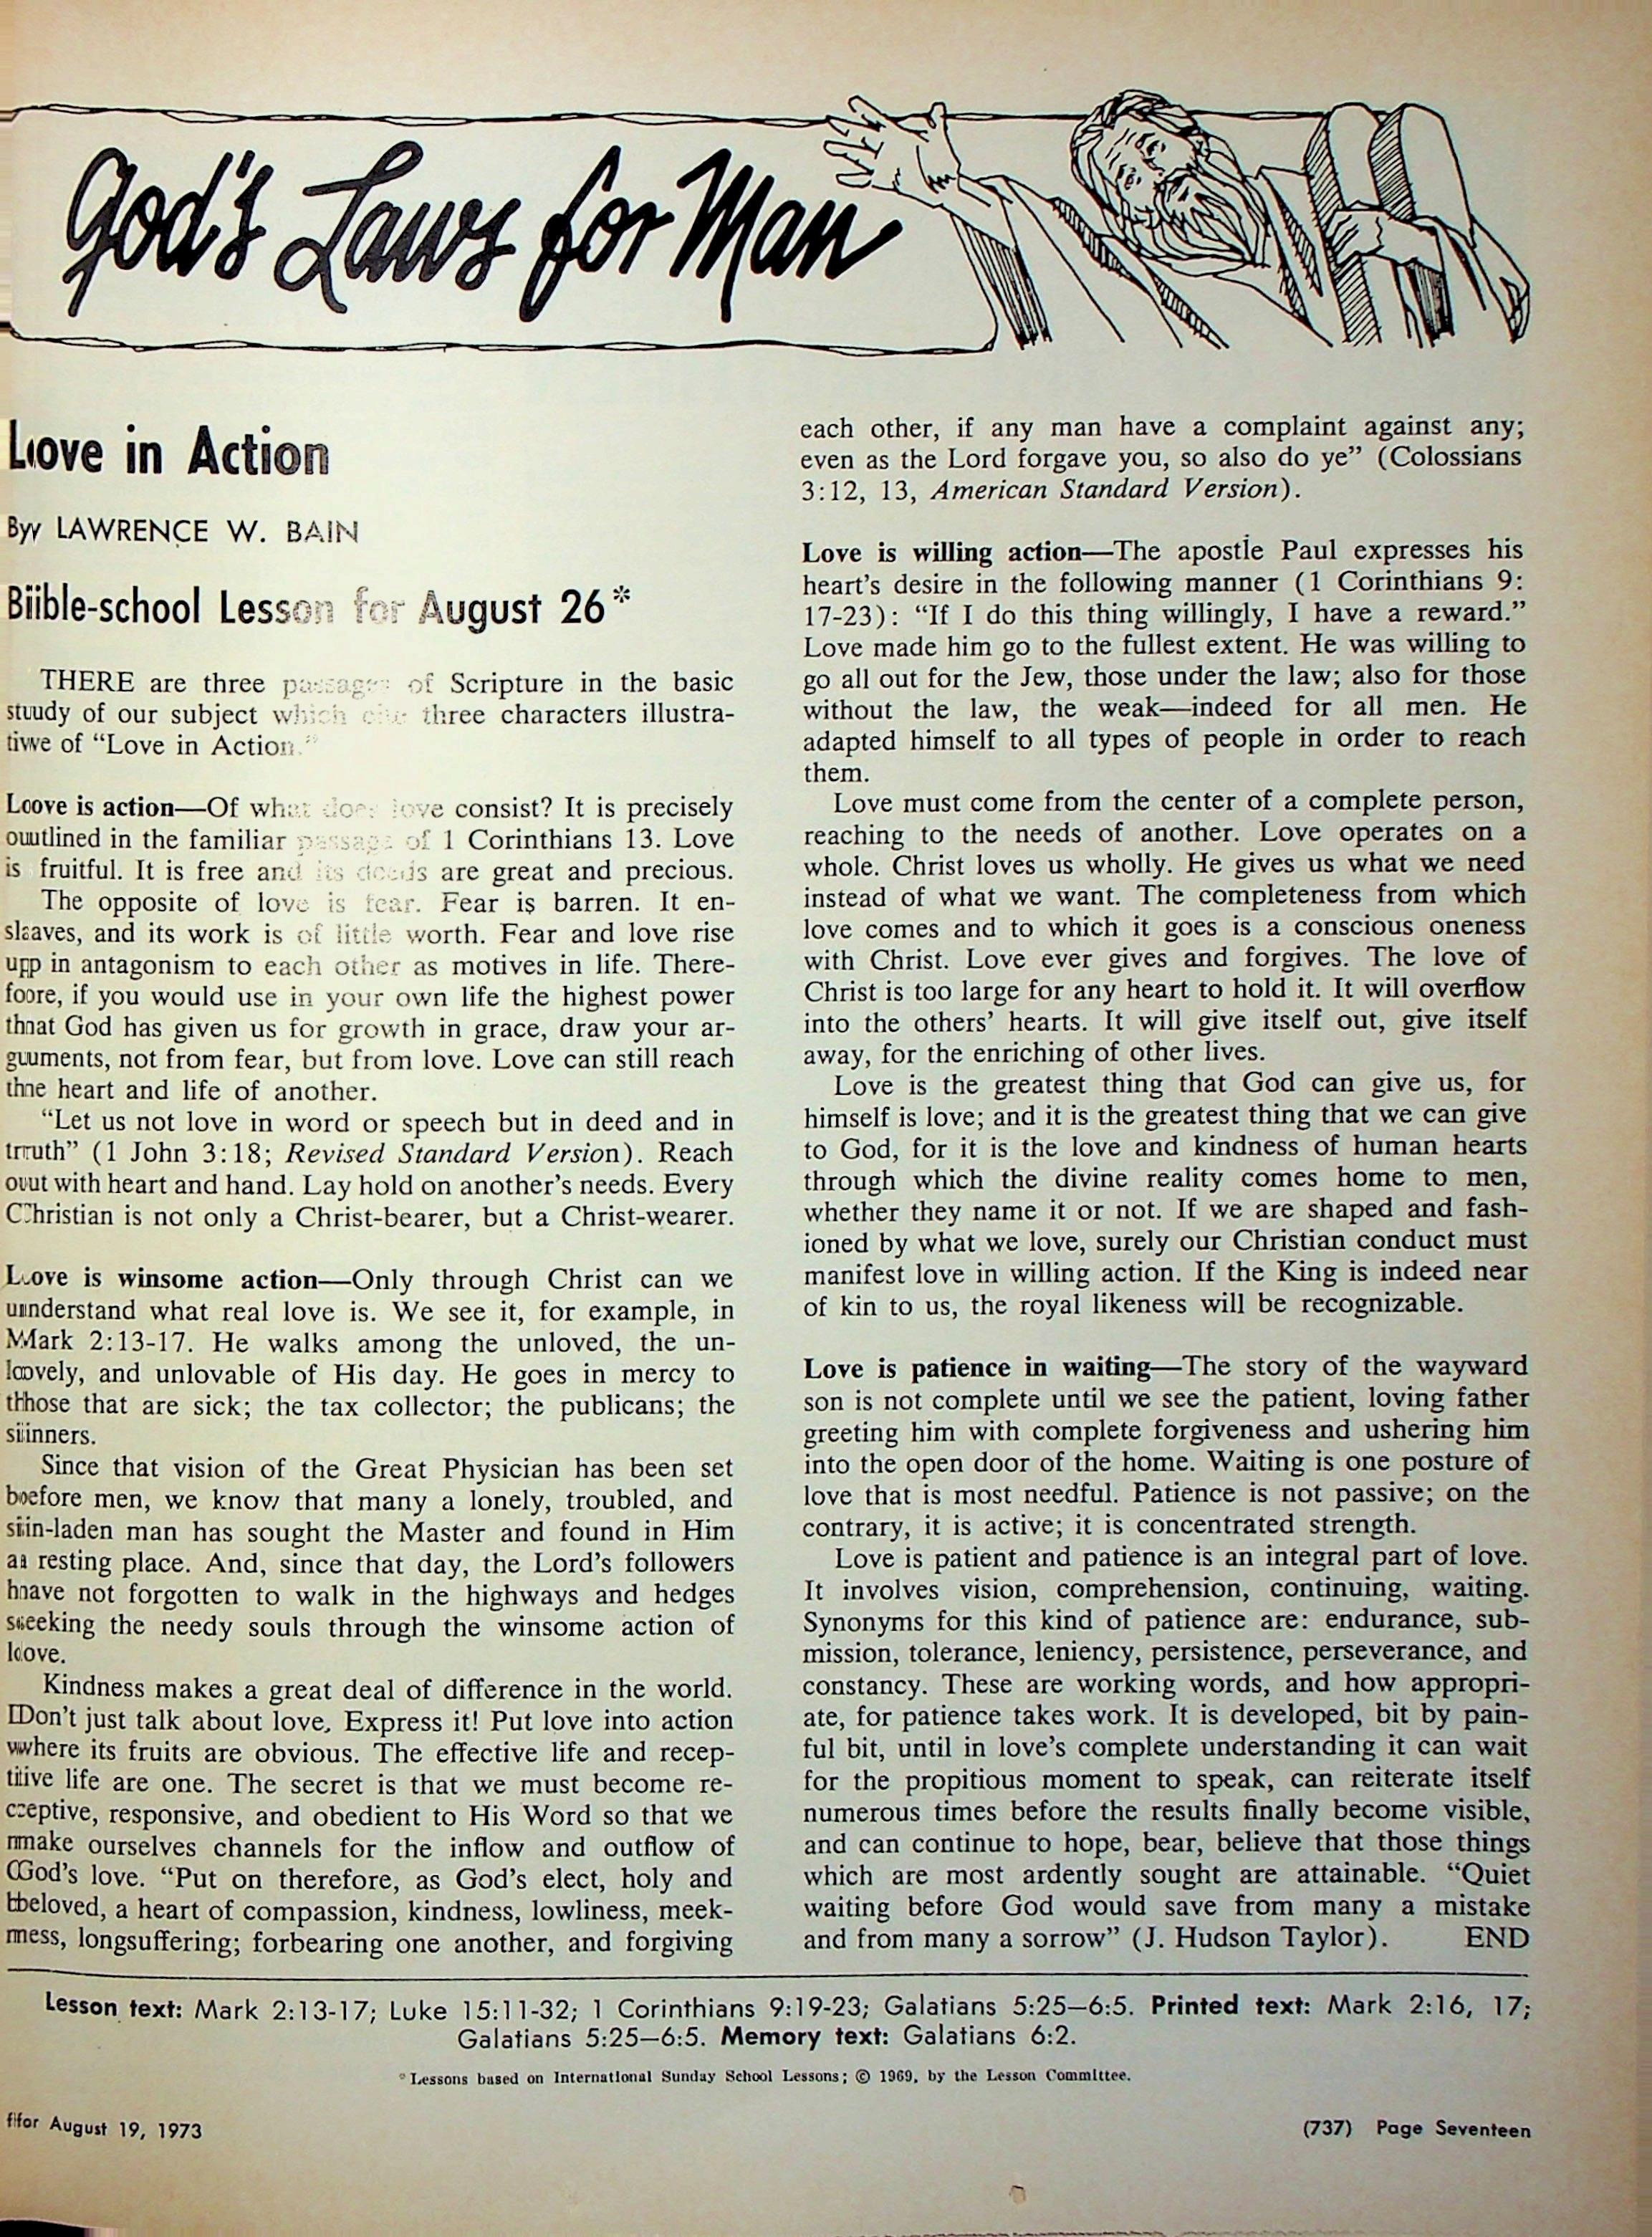 God's Laws for Man
Love in Action
By LAWRENCE W. BAIN
Bible-school Lesson for August 26*
THERE are three passages of Scripture in the basic
study of our subject which cite three characters illustra-
tive of “Love in Action.”
Love is action—Of what does love consist? It is precisely
outlined in the familiar passage of 1 Corinthians 13. Love
is fruitful. It is free and its deeds are great and precious.
The opposite of love is fear. Fear is barren. It en-
slaves, and its work is of little worth. Fear and love rise
up in antagonism to each other as motives in life. There-
fore, if you would use in your own life the highest power
that God has given us for growth in grace, draw your ar-
guments, not from fear, but from love. Love can still reach
the heart and life of another.
“Let us not love in word or speech but in deed and in
truth” (1 John 3:18; Revised Standard Version). Reach
out with heart and hand. Lay hold on another's needs. Every
Christian is not only a Christ-bearer, but a Christ-wearer.
Love is winsome action—Only through Christ can we
understand what real love is. We see it, for example, in
Mark 2:13-17. He walks among the unloved, the un-
lovely, and unlovable of His day. He goes in mercy to
those that are sick; the tax collector; the publicans; the
sinners.
Since that vision of the Great Physician has been set
before men, we know that many a lonely, troubled, and
sin-laden man has sought the Master and found in Him
a resting place. And, since that day, the Lord's followers
have not forgotten to walk in the highways and hedges
seeking the needy souls through the winsome action of
love.
Kindness makes a great deal of difference in the world.
Don't just talk about love. Express it! Put love into action
where its fruits are obvious. The effective life and recep-
tive life are one. The secret is that we must become re-
ceptive, responsive, and obedient to His Word so that we
make ourselves channels for the inflow and outflow of
God's love. “Put on therefore, as God's elect, holy and
beloved, a heart of compassion, kindness, lowliness, meek-
ness, longsuffering; forbearing one another, and forgiving
each other, if any man have a complaint against any;
even as the Lord forgave you, so also do ye” (Colossians
3:12, 13, American Standard Version).
Love is willing action—The apostle Paul expresses his
heart's desire in the following manner (1 Corinthians 9:
17-23): “If I do this thing willingly, I have a reward.”
Love made him go to the fullest extent. He was willing to
go all out for the Jew, those under the law; also for those
without the law, the weak—indeed for all men. He
adapted himself to all types of people in order to reach
them.
Love must come from the center of a complete person,
reaching to the needs of another. Love operates on a
whole. Christ loves us wholly. He gives us what we need
instead of what we want. The completeness from which
love comes and to which it goes is a conscious oneness
with Christ. Love ever gives and forgives. The love of
Christ is too large for any heart to hold it. It will overflow
into the others' hearts. It will give itself out, give itself
away, for the enriching of other lives.
Love is the greatest thing that God can give us, for
himself is love; and it is the greatest thing that we can give
to God, for it is the love and kindness of human hearts
through which the divine reality comes home to men,
whether they name it or not. If we are shaped and fash-
ioned by what we love, surely our Christian conduct must
manifest love in willing action. If the King is indeed near
of kin to us, the royal likeness will be recognizable.
Love is patience in waiting—The story of the wayward
son is not complete until we see the patient, loving father
greeting him with complete forgiveness and ushering him
into the open door of the home. Waiting is one posture of
love that is most needful. Patience is not passive; on the
contrary, it is active; it is concentrated strength.
Love is patient and patience is an integral part of love.
It involves vision, comprehension, continuing, waiting.
Synonyms for this kind of patience are: endurance, sub-
mission, tolerance, leniency, persistence, perseverance, and
constancy. These are working words, and how appropri-
ate, for patience takes work. It is developed, bit by pain-
ful bit, until in love's complete understanding it can wait
for the propitious moment to speak, can reiterate itself
numerous times before the results finally become visible,
and can continue to hope, bear, believe that those things
which are most ardently sought are attainable. “Quiet
waiting before God would save from many a mistake
and from many a sorrow” (J. Hudson Taylor). END
Lesson text: Mark 2:13-17; Luke 15:11-32; 1 Corinthians 9:19-23; Galatians 5:25—6:5. Printed text: Mark 2:16, 17;
Galatians 5:25—6:5. Memory text: Galatians 6:2.
*Lessons based on International Sunday School Lessons; © 1969, by the Lesson Committee.
for August 19, 1973
(737) Page Seventeen